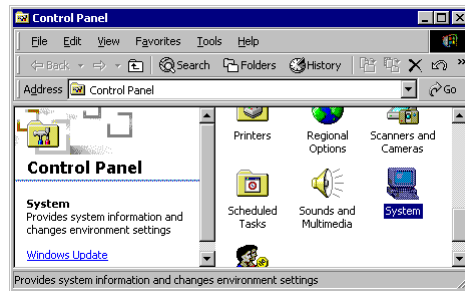 Control Panel
File Edit View Favorites Tools Help
Back Search Folders History
Address Control Panel Go
Control Panel
System
Provides system information and
changes environment settings
Windows Update
Printers
Regional
Options
Scanners and
Cameras
Scheduled
Tasks
Sounds and
Multimedia
System
Provides system information and changes environment settings